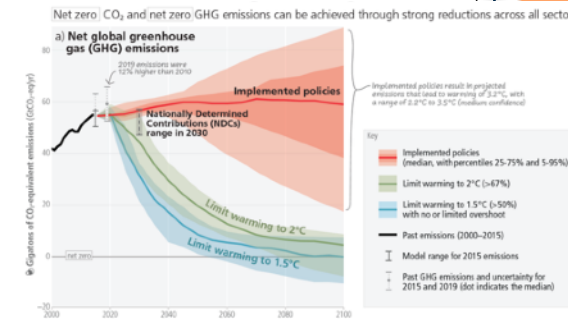 Net zero CO₂ and net zero GHG emissions can be achieved through strong reductions across all secto
a) Net global greenhouse
gas (GHG) emissions
80
2019 emissions were
12% higher than 2010
Implemented policies
Implemented policies result in projected
emissions that lead to warming of 3.2°C, with
a range of 2.2°C to 3.5°C (medium confidence)
Nationally Determined
Contributions (NDCs)
range in 2030
60
40
20
Gigatons of CO₂-equivalent emissions (GtCO₂-eq/yr)
Limit warming to 2°C
Limit warming to 1.5°C
0
net zero
−20
2000
2020
2040
2060
2080
2100
Key
Implemented policies
(median, with percentiles 25-75% and 5-95%)
Limit warming to 2°C (>67%)
Limit warming to 1.5°C (>50%)
with no or limited overshoot
Past emissions (2000–2015)
Model range for 2015 emissions
Past GHG emissions and uncertainty for
2015 and 2019 (dot indicates the median)